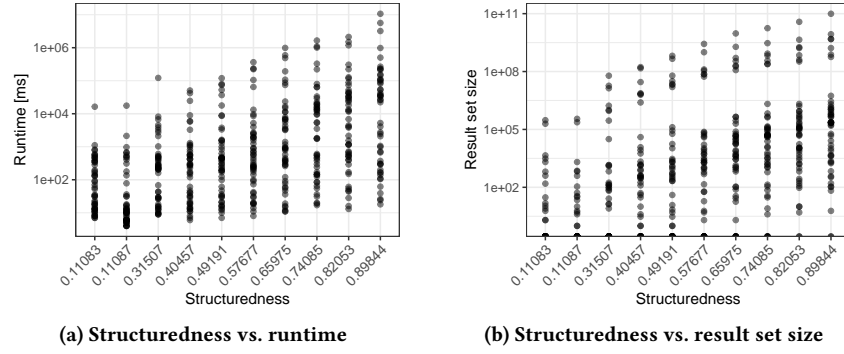 1e+06
1e+04
1e+02
Runtime [ms]
0.11083
0.11087
0.31507
0.40457
0.49191
0.57677
0.65975
0.74085
0.82053
0.89844
Structuredness
(a) Structuredness vs. runtime
1e+11
1e+08
1e+05
1e+02
Result set size
0.11083
0.11087
0.31507
0.40457
0.49191
0.57677
0.65975
0.74085
0.82053
0.89844
Structuredness
(b) Structuredness vs. result set size